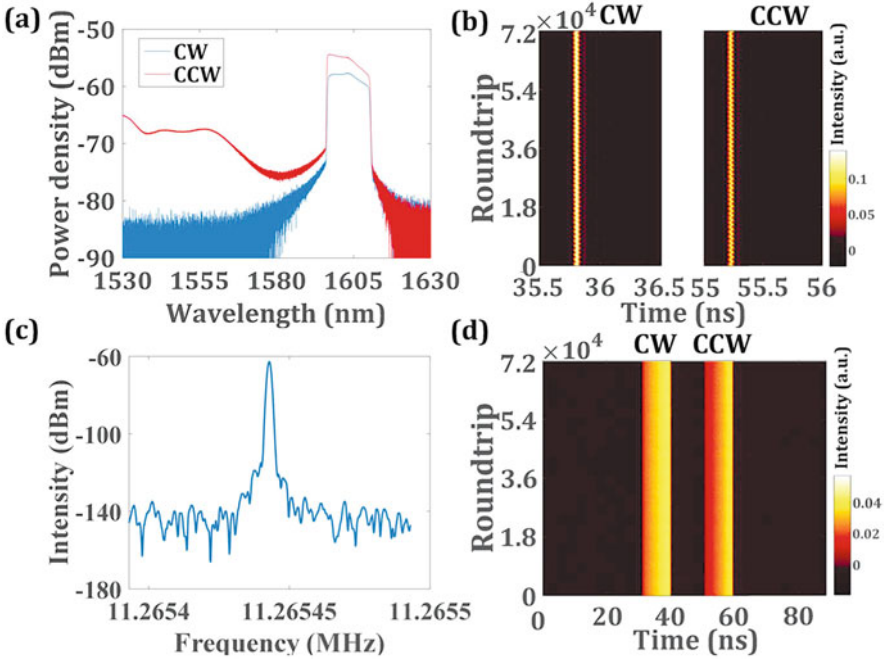 (a)
-50
-60
-70
-80
-90
Power density (dBm)
CW
CCW
1530 1555 1580 1605 1630
Wavelength (nm)
(b)
CW CCW
7.2 ×10⁴
5.4
3.6
1.8
0
Roundtrip
35.5 36 36.5 55 55.5 56
Time (ns)
Intensity (a.u.)
0.1
0.05
0
(c)
-60
-100
-140
-180
Intensity (dBm)
11.2654 11.26545 11.2655
Frequency (MHz)
(d)
CW CCW
7.2 ×10⁴
5.4
3.6
1.8
0
Roundtrip
0 20 40 60 80
Time (ns)
Intensity (a.u.)
0.04
0.02
0